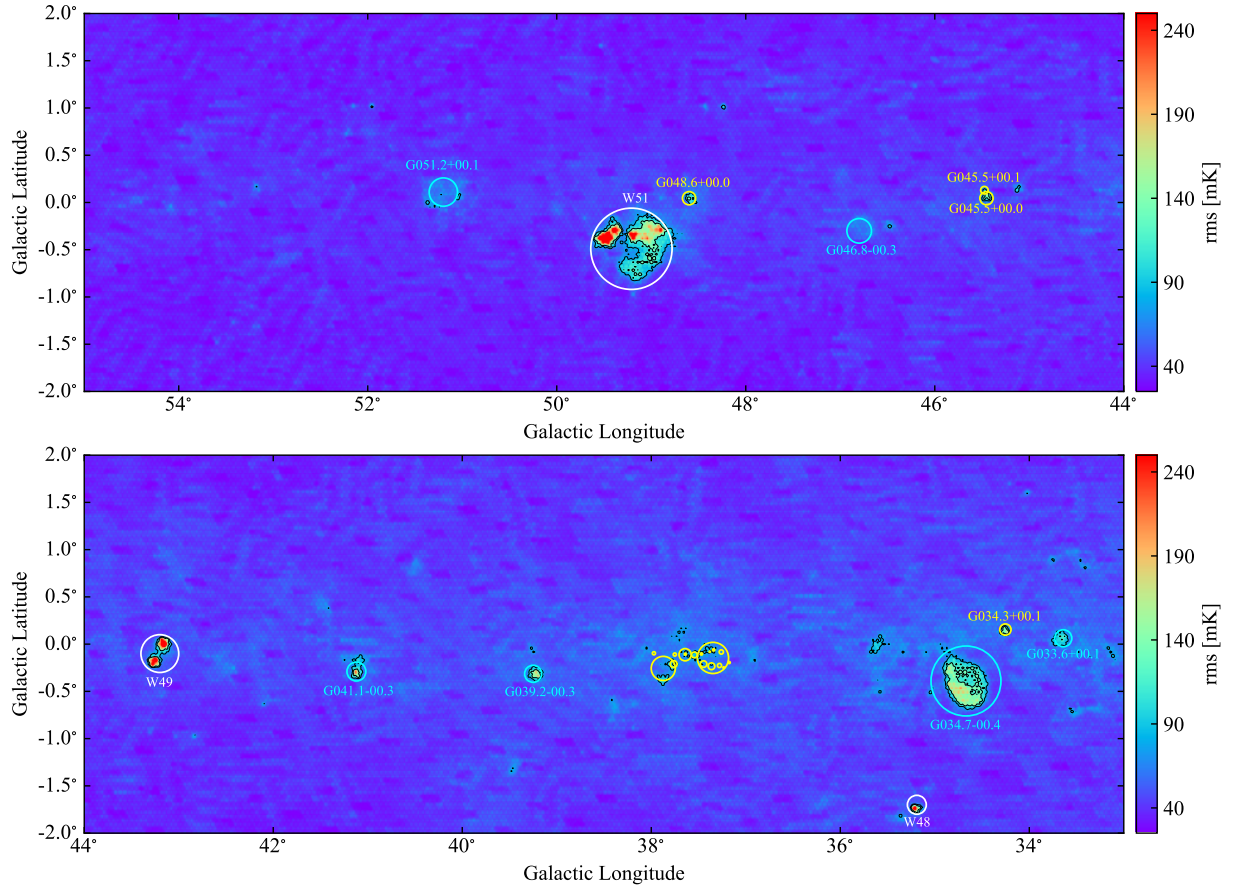 2.0°
1.5°
1.0°
0.5°
0.0°
-0.5°
-1.0°
-1.5°
-2.0°
Galactic Latitude
G051.2+00.1
W51
G048.6+00.0
G045.5+00.1
G045.5+00.0
G046.8-00.3
54°
52°
50°
48°
46°
44°
Galactic Longitude
240
190
140
90
40
rms [mK]
2.0°
1.5°
1.0°
0.5°
0.0°
-0.5°
-1.0°
-1.5°
-2.0°
Galactic Latitude
W49
G041.1-00.3
G039.2-00.3
G034.3+00.1
G033.6+00.1
G034.7-00.4
W48
44°
42°
40°
38°
36°
34°
Galactic Longitude
240
190
140
90
40
rms [mK]